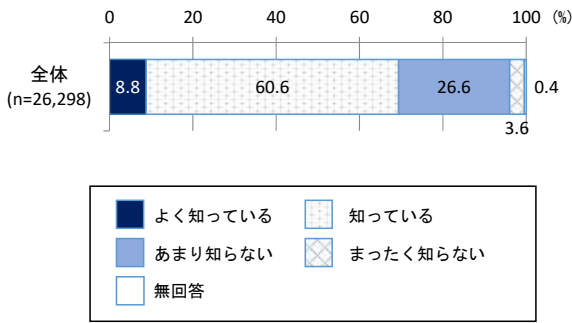 0 20 40 60 80 100 (%)
全体
(n=26,298)
8.8 60.6 26.6 0.4
3.6
よく知っている 知っている
あまり知らない まったく知らない
無回答